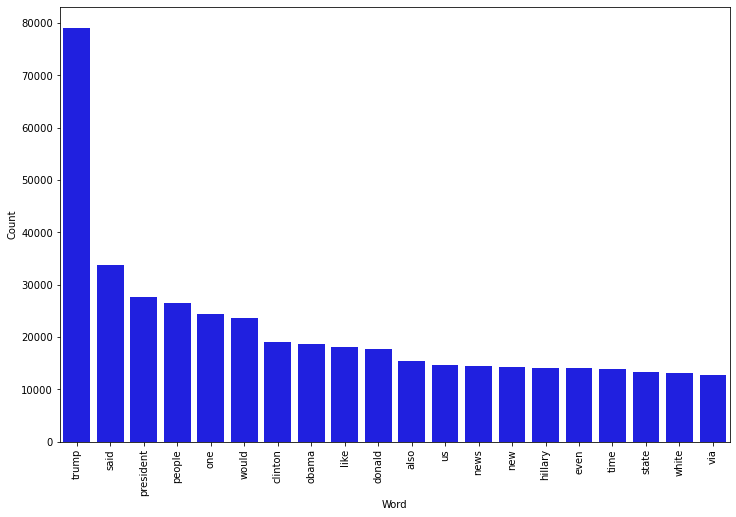 80000
70000
60000
50000
40000
30000
20000
10000
0
Count
trump
said
president
people
one
would
clinton
obama
like
donald
also
us
news
new
hillary
even
time
state
white
via
Word